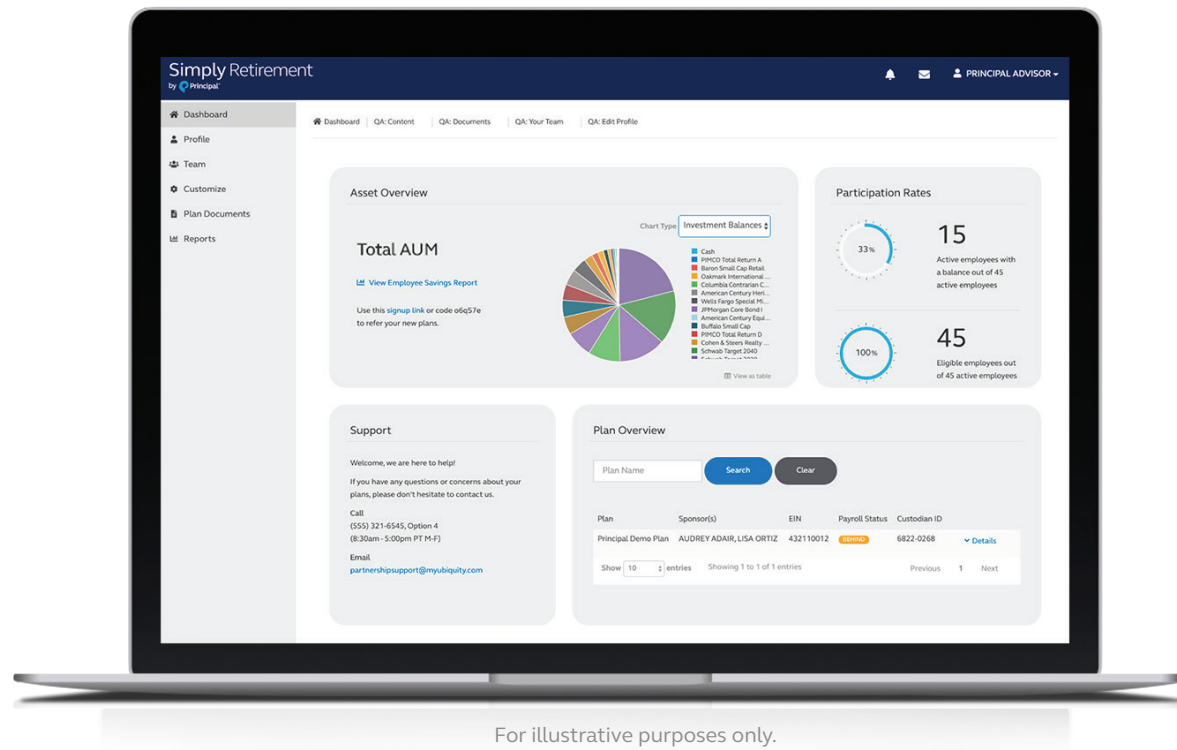 Simply Retirement
by Principal®
PRINCIPAL ADVISOR
Dashboard
Profile
Team
Customize
Plan Documents
Reports
Dashboard
QA: Content
QA: Documents
QA: Your Team
QA: Edit Profile
Asset Overview
Chart Type
Investment Balances
Total AUM
View Employee Savings Report
Use this signup link or code o6q57e
to refer your new plans.
Cash
PIMCO Total Return A
Baron Small Cap Retail
Oakmark International ...
Columbia Contrarian C...
American Century Heri...
Wells Fargo Special Mi...
JPMorgan Core Bond I
American Century Equi...
Buffalo Small Cap
PIMCO Total Return D
Cohen & Steers Realty ...
Schwab Target 2040
View as table
Participation Rates
33%
15
Active employees with
a balance out of 45
active employees
100%
45
Eligible employees out
of 45 active employees
Support
Welcome, we are here to help!
If you have any questions or concerns about your
plans, please don't hesitate to contact us.
Call
(555) 321-6545, Option 4
(8:30am - 5:00pm PT M-F)
Email
partnershipsupport@myubiquity.com
Plan Overview
Plan Name
Search
Clear
Plan Sponsor(s) EIN Payroll Status Custodian ID
Principal Demo Plan AUDREY ADAIR, LISA ORTIZ 432110012 BEHIND 6822-0268 Details
Show 10 entries Showing 1 to 1 of 1 entries Previous 1 Next
For illustrative purposes only.